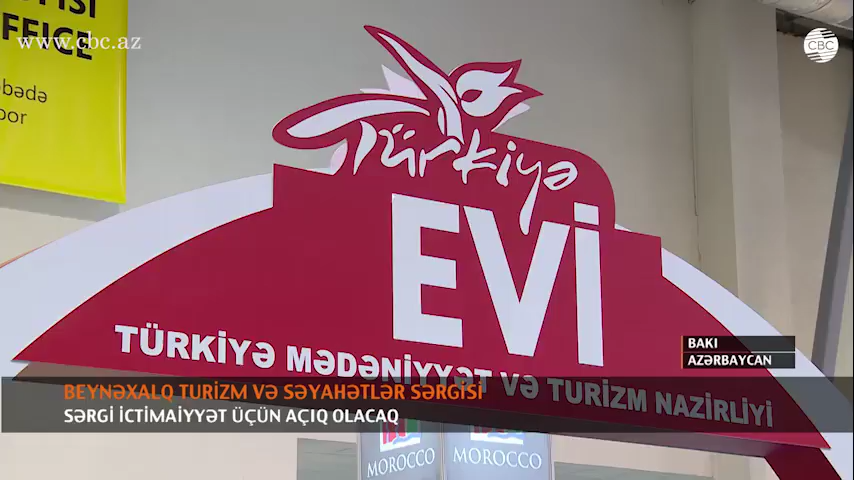 www.cbc.az
FFICE
bədə
por
CBC
Türkiyə
EVİ
TÜRKİYƏ MƏDƏNİYYƏT VƏ TURİZM NAZİRLİYİ
BAKI
AZƏRBAYCAN
BEYNƏXALQ TURİZM VƏ SƏYAHƏTLƏR SƏRGİSİ
SƏRGİ İCTİMAİYYƏT ÜÇÜN AÇIQ OLACAQ
MOROCCO
MOROCCO